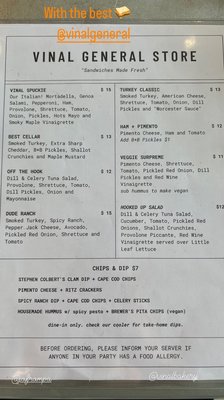 With the best 🥪
@vinalgeneral
VINAL GENERAL STORE
"Sandwiches Made Fresh"
VINAL SPUCKIE $ 15
Our Italian! Mortadella, Genoa
Salami, Pepperoni, Ham,
Provolone, Shrettuce, Tomato,
Onion, Pickles, Hots Mayo and
Smoky Maple Vinaigrette
BEST CELLAR $ 13
Smoked Turkey, Extra Sharp
Cheddar, B+B Pickles, Shallot
Crunchies and Maple Mustard
OFF THE HOOK $ 12
Dill & Celery Tuna Salad,
Provolone, Shrettuce, Tomato,
Dill Pickles, Onion and
Mayonnaise
DUDE RANCH $ 15
Smoked Turkey, Spicy Ranch,
Pepper Jack Cheese, Avocado,
Pickled Red Onion, Shrettuce and
Tomato
TURKEY CLASSIC $ 13
Smoked Turkey, American Cheese,
Shrettuce, Tomato, Onion, Dill
Pickles and "Worcester Sauce"
HAM + PIMENTO $ 12
Pimento Cheese, Ham and Tomato
Add B+B Pickles $1
VEGGIE SURPREME $ 11
Pimento Cheese, Shrettuce,
Tomato, Pickled Red Onion, Dill
Pickles and Red Wine
Vinaigrette
sub hummus to make vegan
HOOKED UP SALAD $12
Dill & Celery Tuna Salad,
Cucumber, Tomato, Pickled Red
Onions, Shallot Crunchies,
Provolone Piccante, Red Wine
Vinaigrette served over Little
Leaf Lettuce
CHIPS & DIP $7
STEPHEN COLBERT'S CLAM DIP + CAPE COD CHIPS
PIMENTO CHEESE + RITZ CRACKERS
SPICY RANCH DIP + CAPE COD CHIPS + CELERY STICKS
HOUSEMADE HUMMUS w/ spicy pesto + BREWER'S PITA CHIPS (vegan)
dine-in only. check our cooler for take-home dips.
BEFORE ORDERING, PLEASE INFORM YOUR SERVER IF
ANYONE IN YOUR PARTY HAS A FOOD ALLERGY.
@vinalbakery